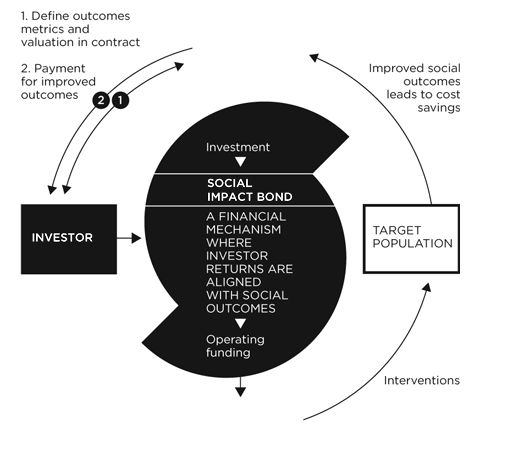 1. Define outcomes
metrics and
valuation in contract
2. Payment
for improved
outcomes
2 1
Improved social
outcomes
leads to cost
savings
Investment
SOCIAL
IMPACT BOND
INVESTOR
A FINANCIAL
MECHANISM
WHERE
INVESTOR
RETURNS ARE
ALIGNED
WITH SOCIAL
OUTCOMES
TARGET
POPULATION
Operating
funding
Interventions